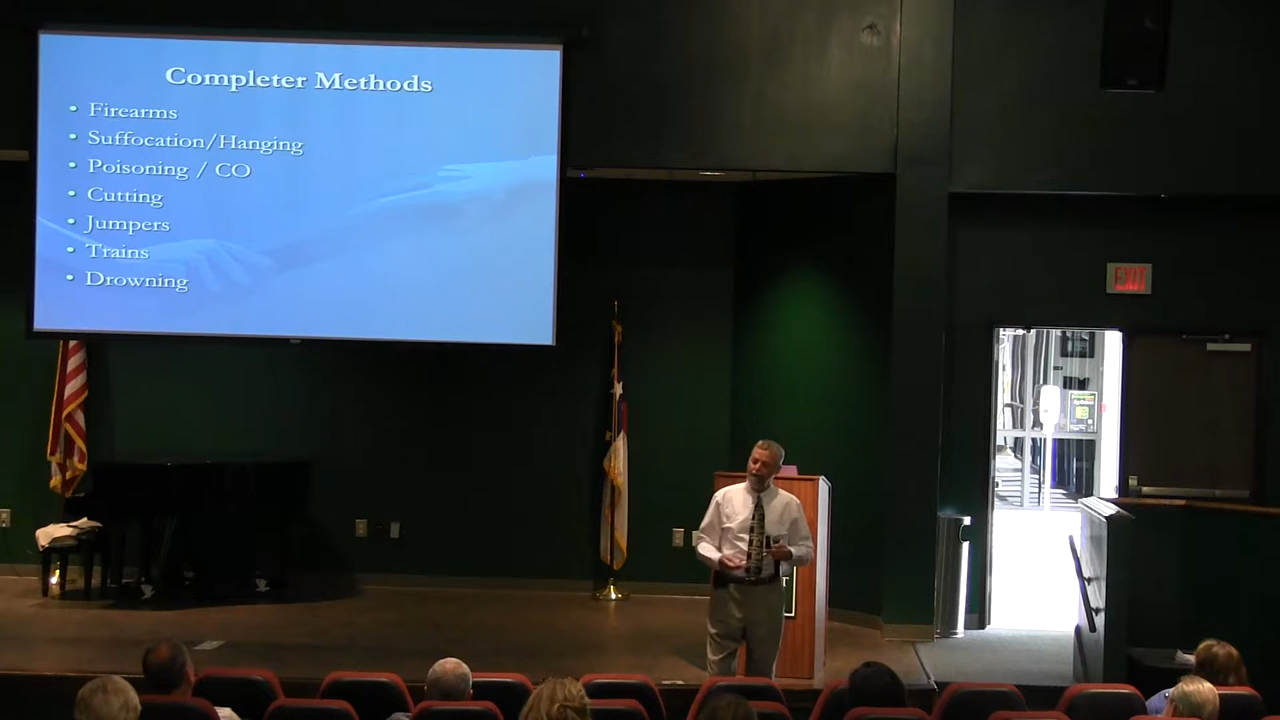 Completer Methods
• Firearms
• Suffocation/Hanging
• Poisoning / CO
• Cutting
• Jumpers
• Trains
• Drowning
EXIT